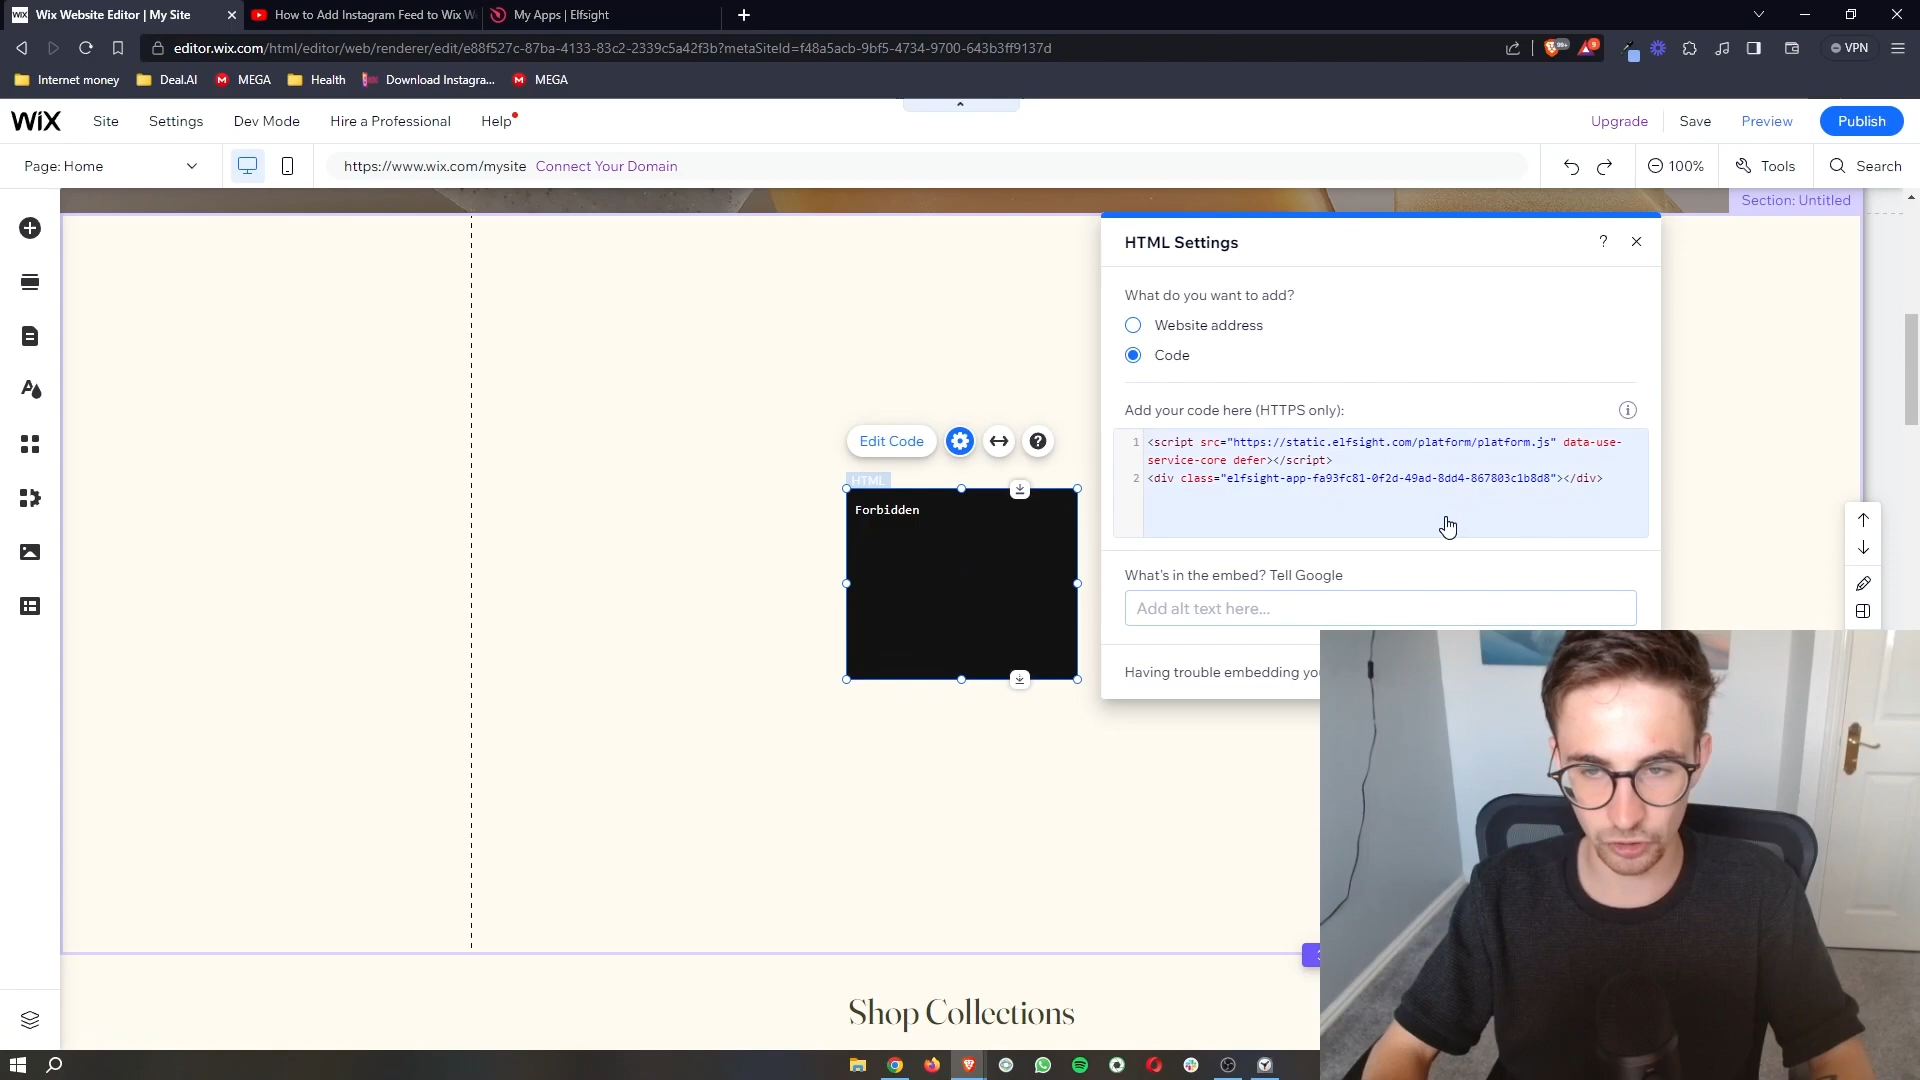 WIX Wix Website Editor | My Site
How to Add Instagram Feed to Wix W
My Apps | Elfsight
editor.wix.com/html/editor/web/renderer/edit/e88f527c-87ba-4133-83c2-2339c5a42f3b?metaSiteId=f48a5acb-9bf5-4734-9700-643b3ff9137d
99+
VPN
Internet money
Deal.AI
MEGA
Health
Download Instagra...
MEGA
WIX
Site
Settings
Dev Mode
Hire a Professional
Help
Upgrade
Save
Preview
Publish
Page: Home
https://www.wix.com/mysite Connect Your Domain
100%
Tools
Search
Section: Untitled
HTML Settings
?
What do you want to add?
Website address
Code
Add your code here (HTTPS only):
1 <script src="https://static.elfsight.com/platform/platform.js" data-use-
service-core defer></script>
2 <div class="elfsight-app-fa93fc81-0f2d-49ad-8dd4-867803c1b8d8"></div>
Edit Code
HTML
Forbidden
What's in the embed? Tell Google
Add alt text here...
Having trouble embedding yo
Shop Collections